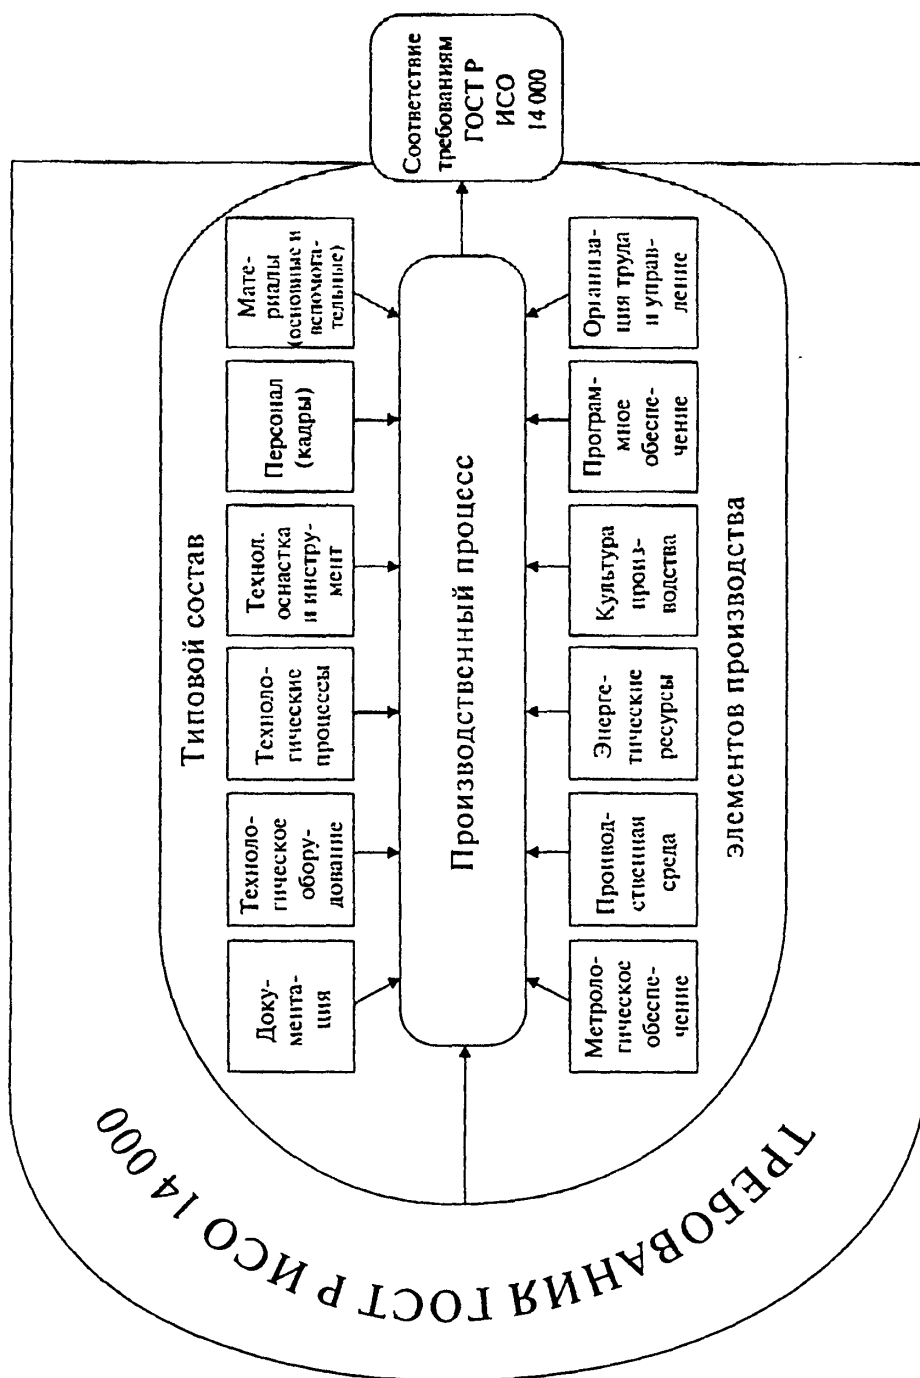 ТРЕБОВАНИЯ ГОСТ Р ИСО 14 000
Типовой состав
Доку-
мента-
ция
Техноло-
гическое
обору-
дование
Техноло-
гические
процессы
Технол.
оснастка
и инстру-
мент
Персонал
(кадры)
Мате-
риалы
(основные и
вспомога-
тельные)
Производственный процесс
Соответствие
требованиям
ГОСТ Р
ИСО
14 000
Метроло-
гическое
обеспе-
чение
Производ-
ственная
среда
Энерге-
тические
ресурсы
Культура
произ-
водства
Програм-
мное
обеспе-
чение
Организа-
ция труда
и управ-
ление
элементов производства